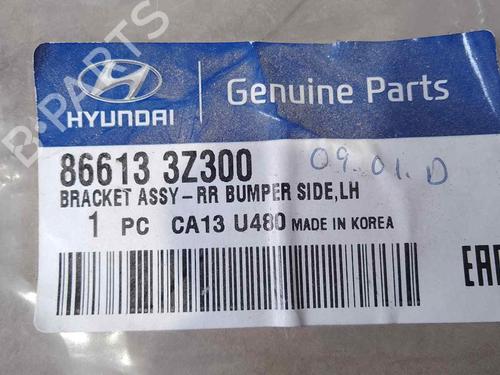 HYUNDAI
Genuine Parts
86613 3Z300
09.01.D
BRACKET ASSY-RR BUMPER SIDE,LH
1 PC CA13 U480 MADE IN KOREA
B-PARTS